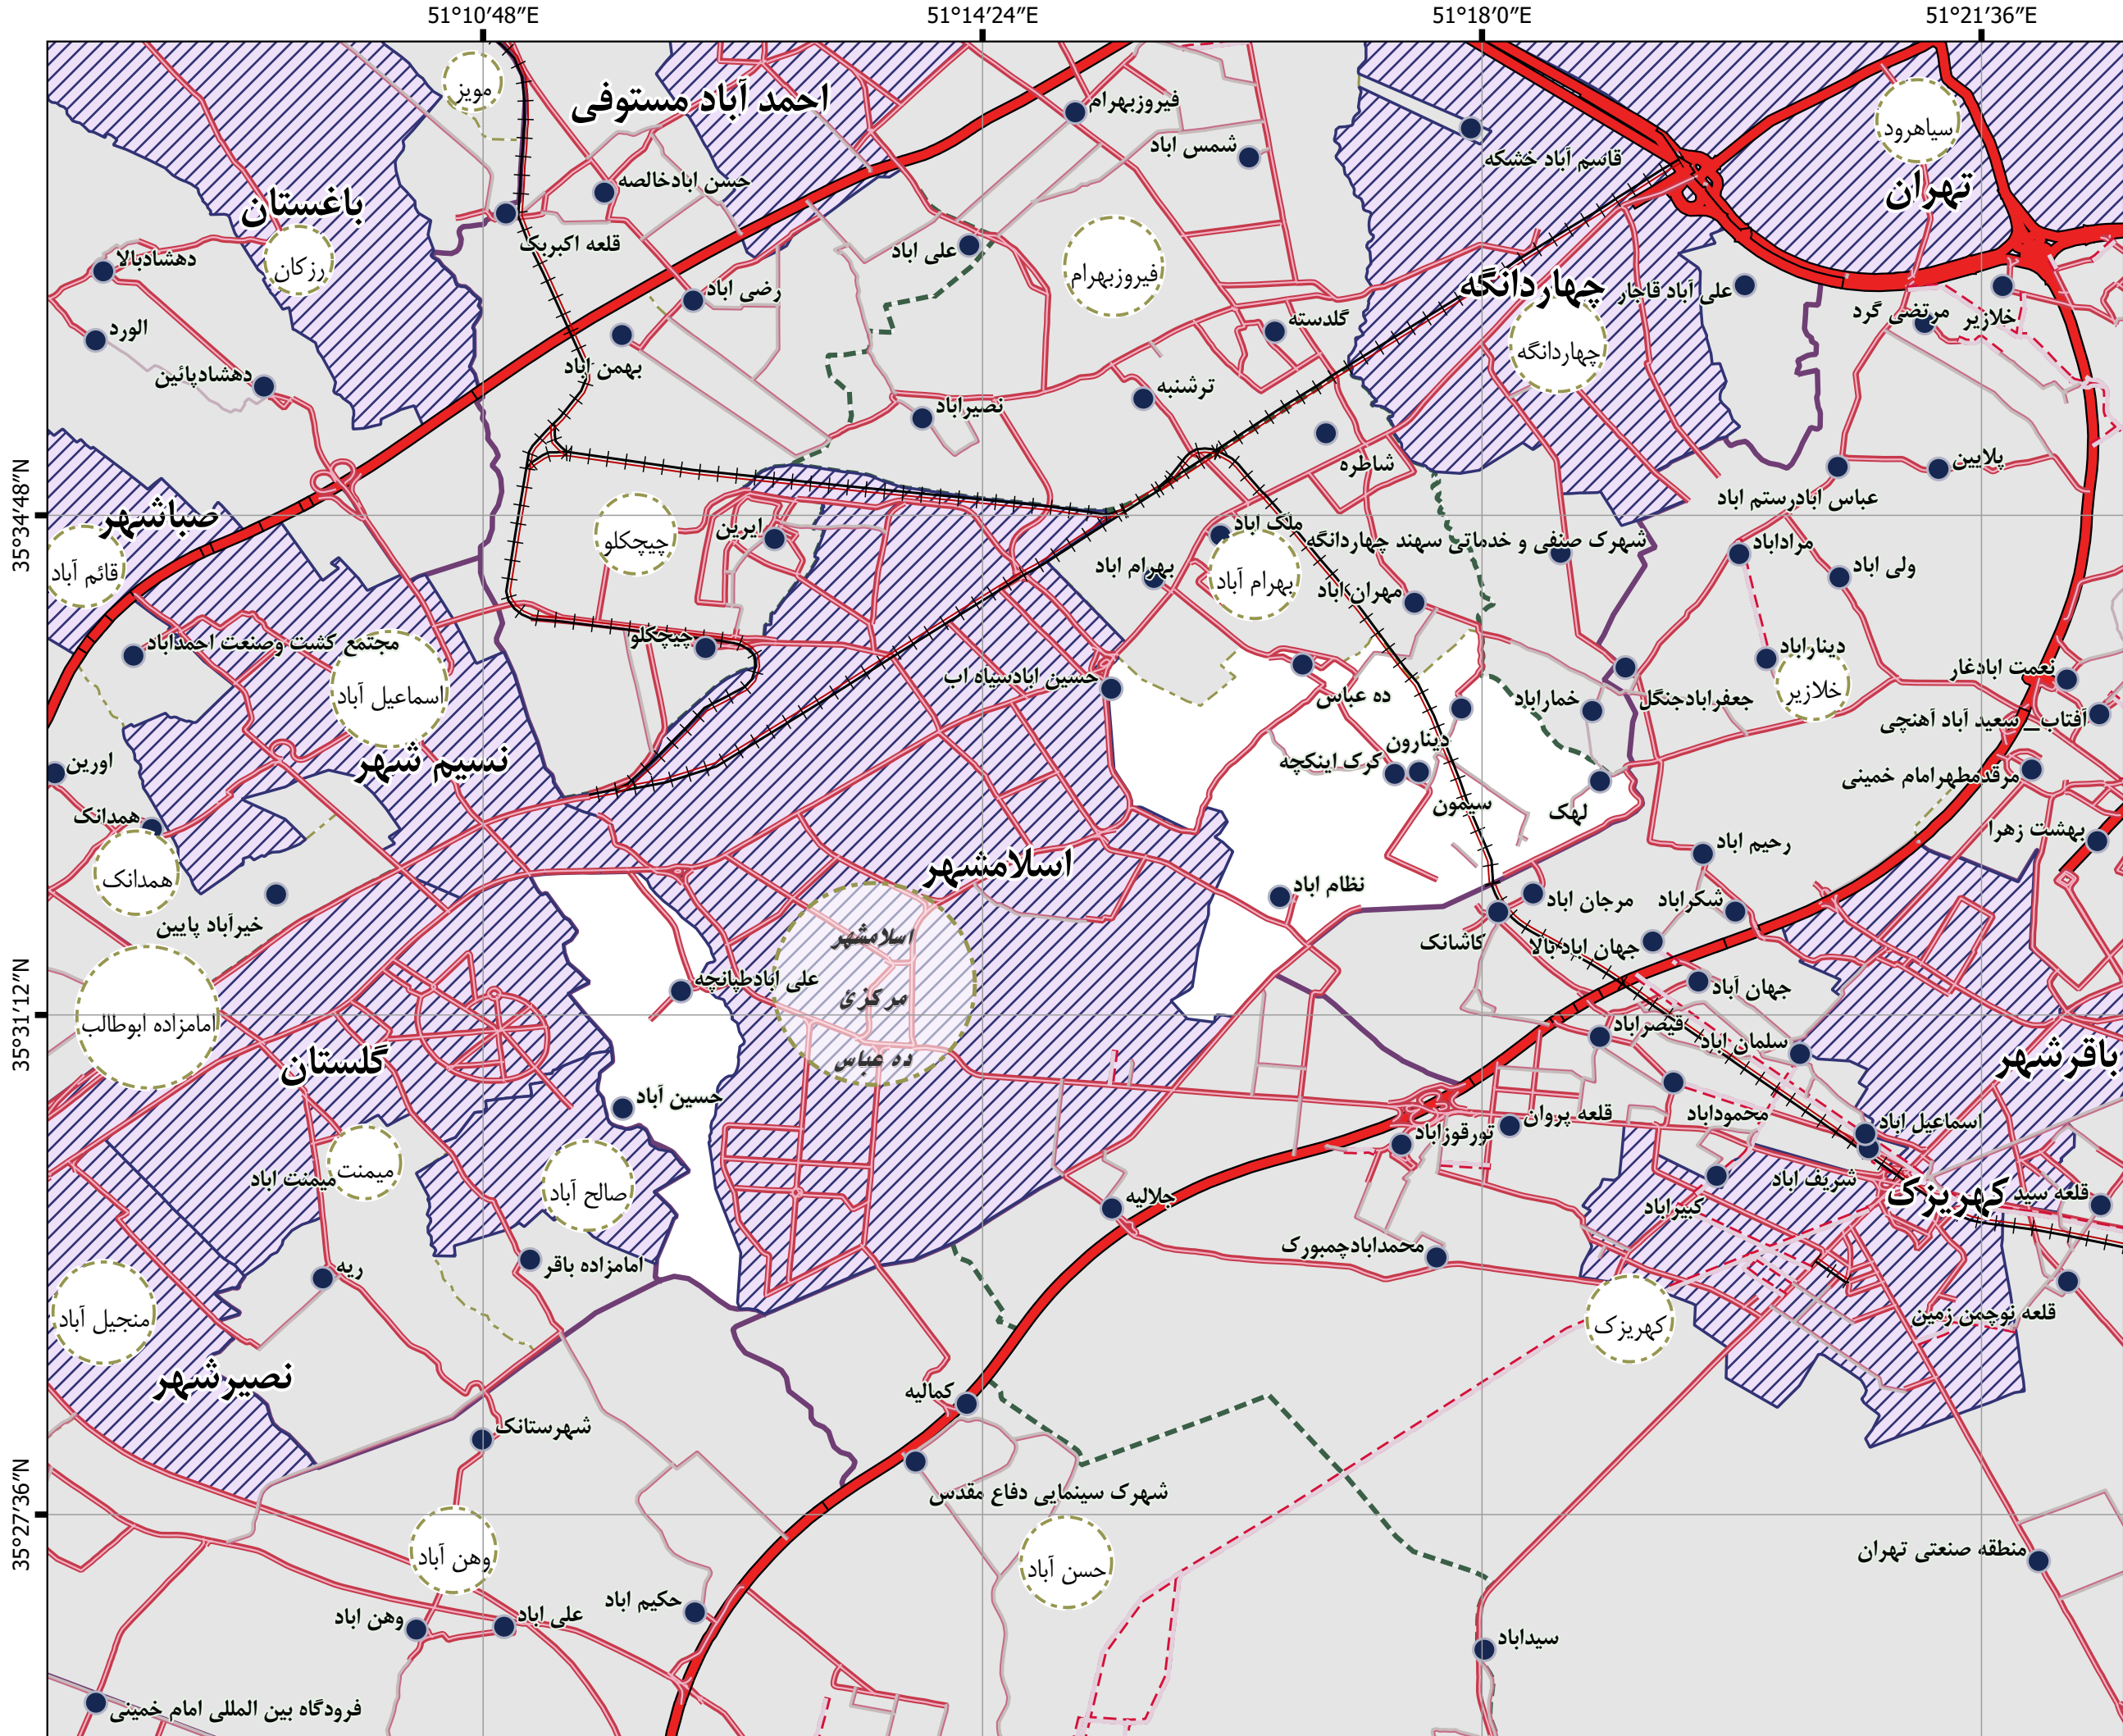 51°10′48″E
51°14′24″E
51°18′0″E
51°21′36″E
مویز
احمد آباد مستوفی
فیروزبهرام
شمس اباد
قاسم آباد خشکه
سیاهرود
تهران
باغستان
حسن ابادخالصه
قلعه اکبریک
رزکان
دهشادبالا
علی اباد
فیروزبهرام
چهاردانگه
علی آباد قاجار
مرتضی گرد
خلازیر
رضی اباد
الورد
گلدسته
چهاردانگه
دهشادپائین
بهمن آباد
ترشنبه
نصیراباد
شاطره
پلایین
عباس ابادرستم اباد
35°34′48″N
صباشهر
چیچکلو
ایرین
ملک اباد
شهرک صنفی و خدماتی سهند چهاردانگه
مراداباد
ولی اباد
قائم آباد
بهرام اباد
بهرام آباد
مهران اباد
مجتمع کشت وصنعت احمدآباد
چیچکلو
دیناراباد
اسماعیل آباد
حسین ابادسیاه اب
ده عباس
خماراباد
جعفرابادجنگل
خلازیر
نعمت ابادغار
آفتاب_سعید آباد آهنچی
نسیم شهر
اورین
دینارون
کرک اینکچه
مرقدمطهرامام خمینی
همدانک
سیمون
لهک
بهشت زهرا
رحیم اباد
اسلامشهر
همدانک
نظام اباد
مرجان اباد
شکراباد
خیرآباد پایین
کاشانک
جهان ابادبالا
اسلامشهر
مرکزئ
ده عباس
علی ابادطپانچه
جهان آباد
35°31′12″N
امامزاده ابوطالب
قیصراباد
سلمان اباد
گلستان
باقرشهر
حسین آباد
قلعه پروان
محموداباد
تورقوزاباد
اسماعیل اباد
میمنت
میمنت اباد
صالح آباد
شریف اباد
کهریزک
قلعه سید
کبیراباد
جلالیه
محمدابادچمبورک
امامزاده باقر
ریه
منجیل آباد
کهریزک
قلعه نوچمن زمین
نصیرشهر
کمالیه
شهرستانک
شهرک سینمایی دفاع مقدس
35°27′36″N
وهن آباد
حسن آباد
منطقه صنعتی تهران
حکیم اباد
علی اباد
وهن اباد
سیداباد
فرودگاه بین المللی امام خمینی